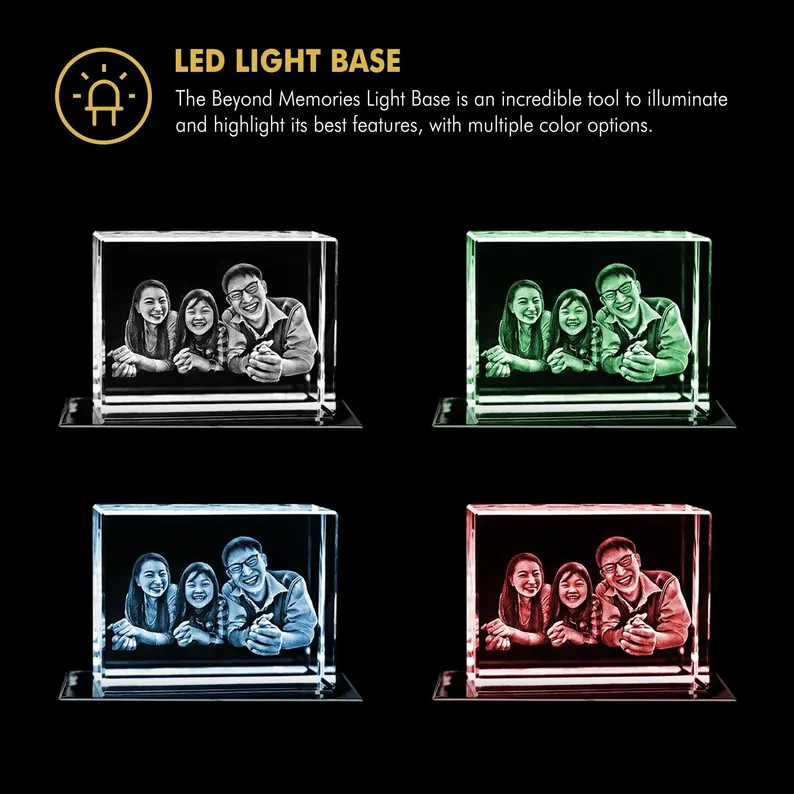 LED LIGHT BASE
The Beyond Memories Light Base is an incredible tool to illuminate
and highlight its best features, with multiple color options.